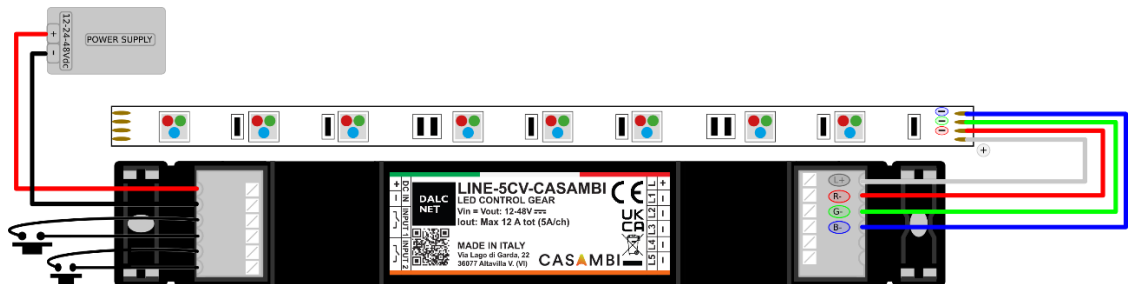 +
-
12-24-48Vdc
POWER SUPPLY
-
-
-
+
+
-
DC IN
INPUT 1
INPUT 2
DALC
NET
LINE-5CV-CASAMBI
LED CONTROL GEAR
Vin = Vout: 12-48V
Iout: Max 12 A tot (5A/ch)
MADE IN ITALY
Via Lago di Garda, 22
36077 Altavilla V. (VI)
CASAMBI
CE
UK
CA
L +
L1 -
L2 -
L3 -
L4 -
L5 -
L+
R-
G-
B-